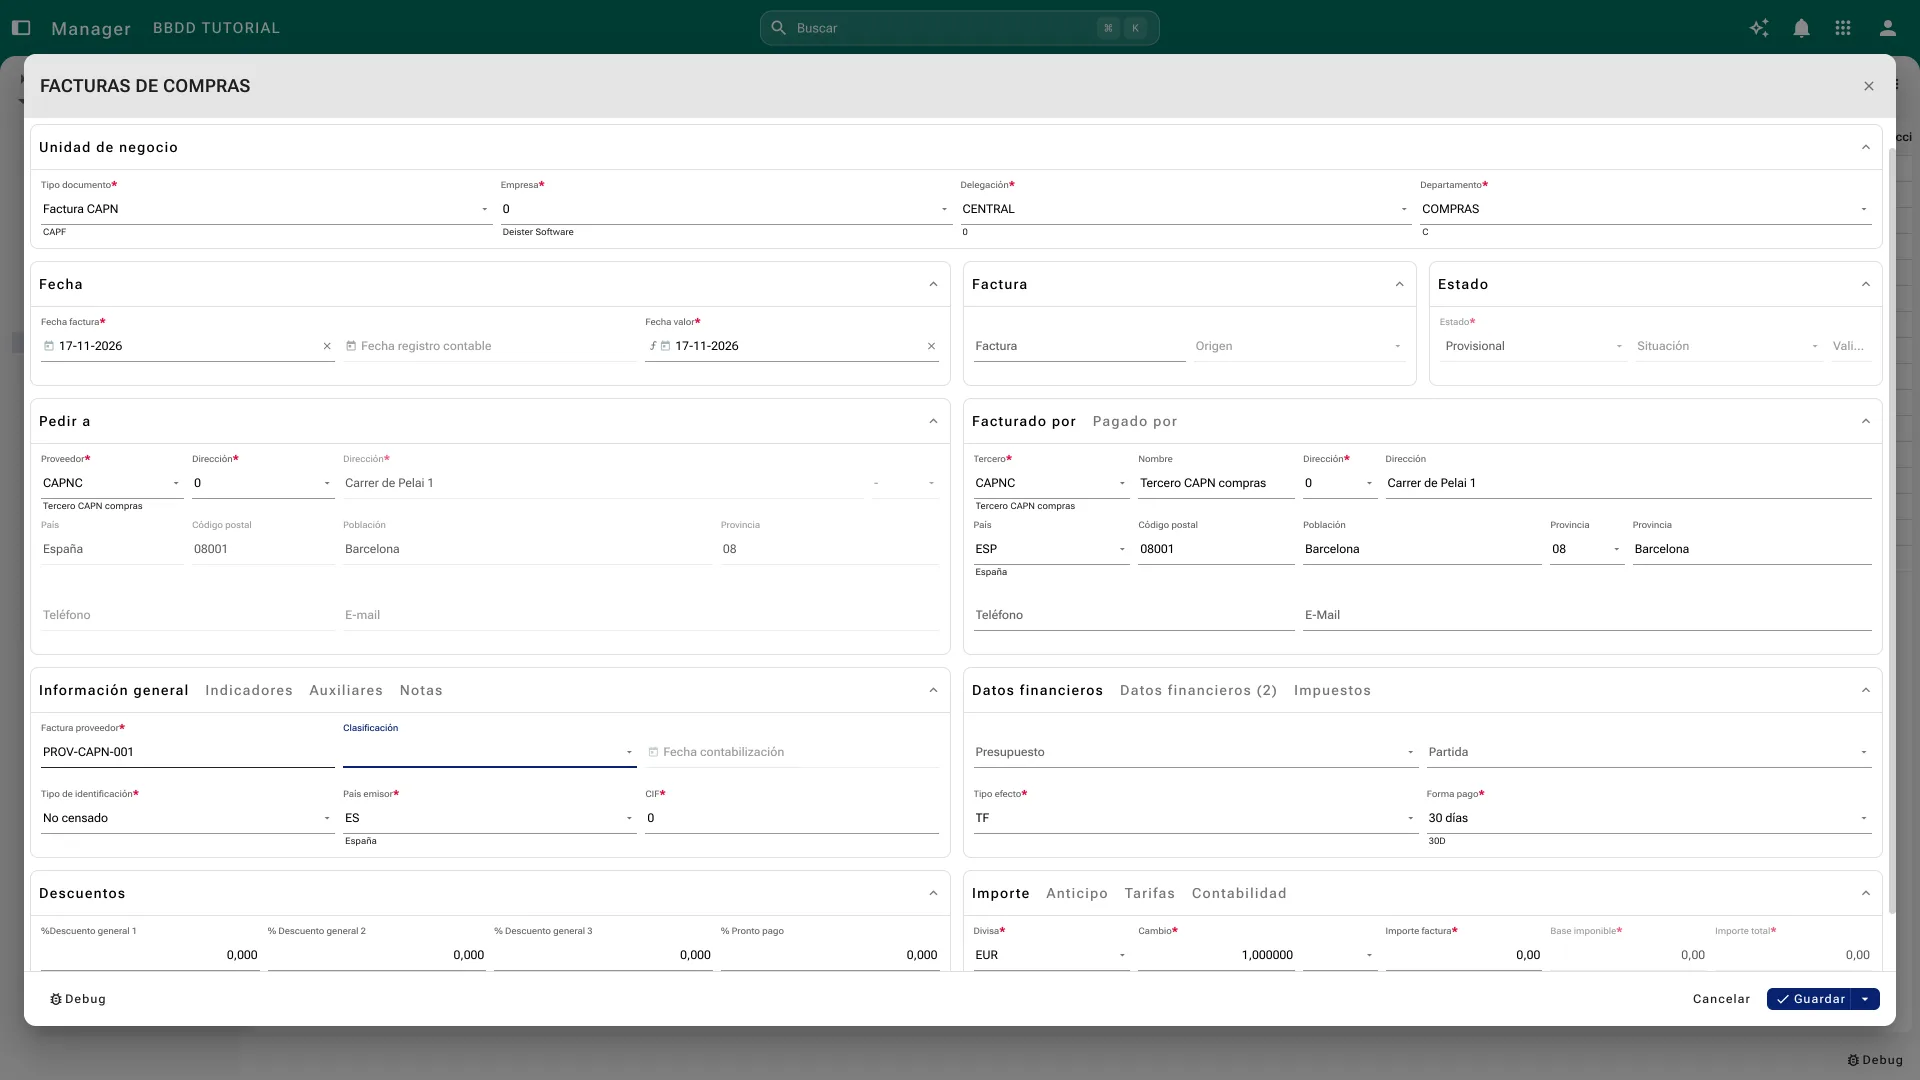 Manager BBDD TUTORIAL Buscar ⌘ K
FACTURAS DE COMPRAS
Unidad de negocio
Tipo documento* Empresa* Delegación* Departamento*
Factura CAPN 0 CENTRAL COMPRAS
CAPF Deister Software 0 C
Fecha Factura Estado
Fecha factura* Fecha valor* Estado*
17-11-2026 Fecha registro contable 17-11-2026 Factura Origen Provisional Situación Vali...
Pedir a Facturado por Pagado por
Proveedor* Dirección* Dirección* Tercero* Nombre Dirección* Dirección
CAPNC 0 Carrer de Pelai 1 - CAPNC Tercero CAPN compras 0 Carrer de Pelai 1
Tercero CAPN compras Tercero CAPN compras
País Código postal Población Provincia País Código postal Población Provincia Provincia
España 08001 Barcelona 08 ESP 08001 Barcelona 08 Barcelona
España
Teléfono E-mail Teléfono E-Mail
Información general Indicadores Auxiliares Notas Datos financieros Datos financieros (2) Impuestos
Factura proveedor* Clasificación
PROV-CAPN-001 Fecha contabilización Presupuesto Partida
Tipo de identificación* País emisor* CIF* Tipo efecto* Forma pago*
No censado ES 0 TF 30 días
España 30D
Descuentos Importe Anticipo Tarifas Contabilidad
%Descuento general 1 % Descuento general 2 % Descuento general 3 % Pronto pago Divisa* Cambio* Importe factura* Base imponible* Importe total*
0,000 0,000 0,000 0,000 EUR 1,000000 0,00 0,00 0,00
Debug Cancelar Guardar
Debug